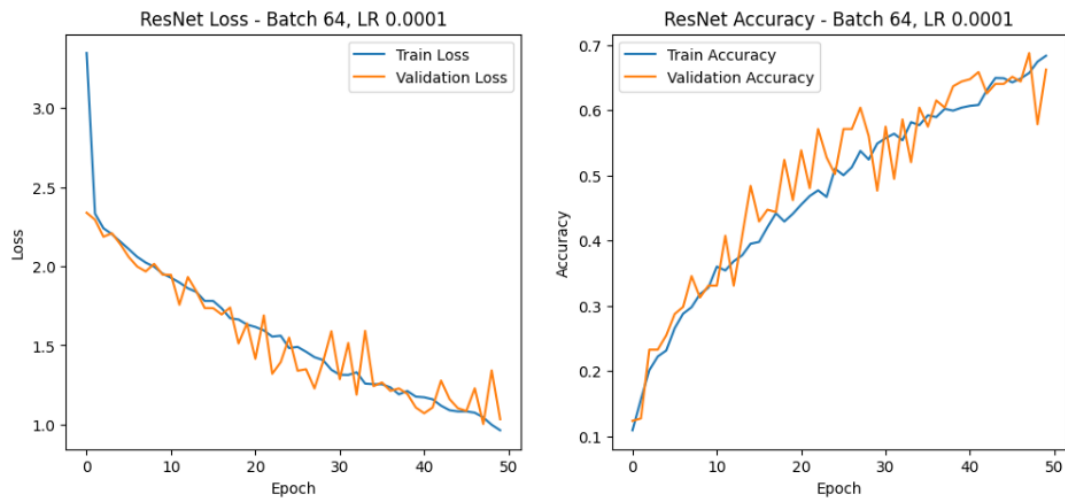 ResNet Loss - Batch 64, LR 0.0001
Train Loss
Validation Loss
Loss
3.0
2.5
2.0
1.5
1.0
0
10
20
30
40
50
Epoch
ResNet Accuracy - Batch 64, LR 0.0001
Train Accuracy
Validation Accuracy
Accuracy
0.7
0.6
0.5
0.4
0.3
0.2
0.1
0
10
20
30
40
50
Epoch